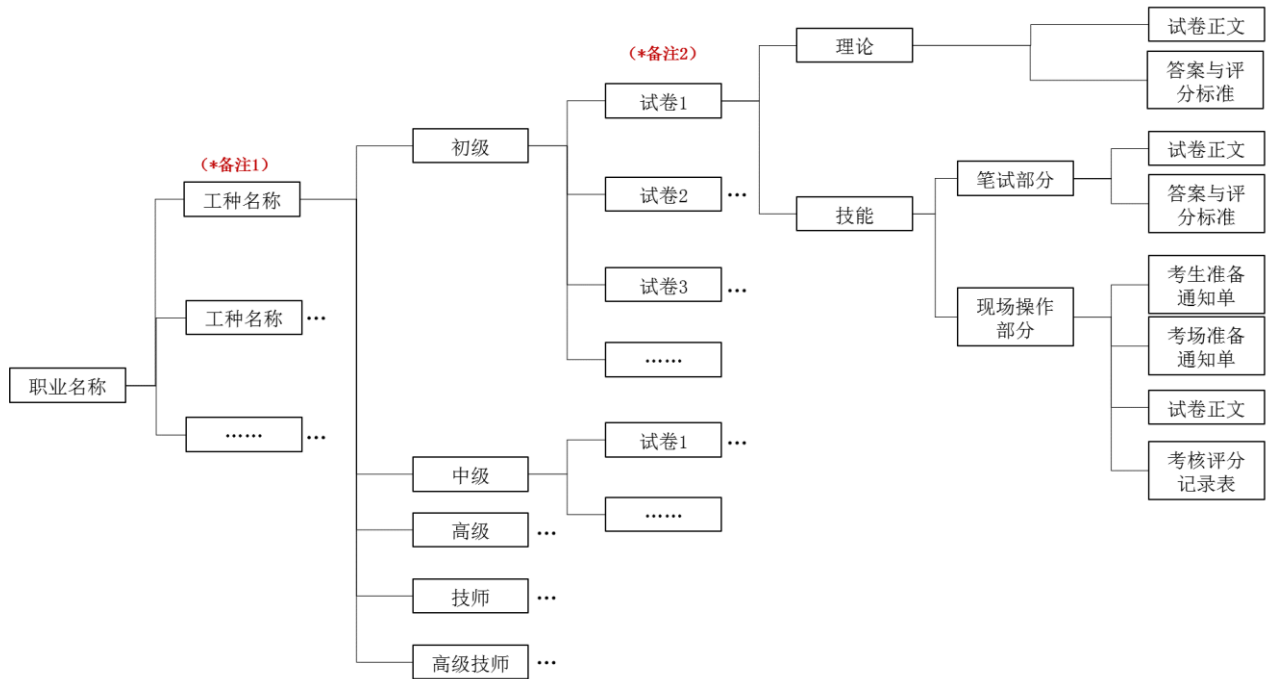 职业名称
(*备注1)
工种名称
工种名称
...
......
...
初级
中级
高级
...
技师
...
高级技师
...
(*备注2)
试卷1
试卷2
...
试卷3
...
......
试卷1
...
......
理论
技能
笔试部分
现场操作
部分
试卷正文
答案与评
分标准
试卷正文
答案与评
分标准
考生准备
通知单
考场准备
通知单
试卷正文
考核评分
记录表